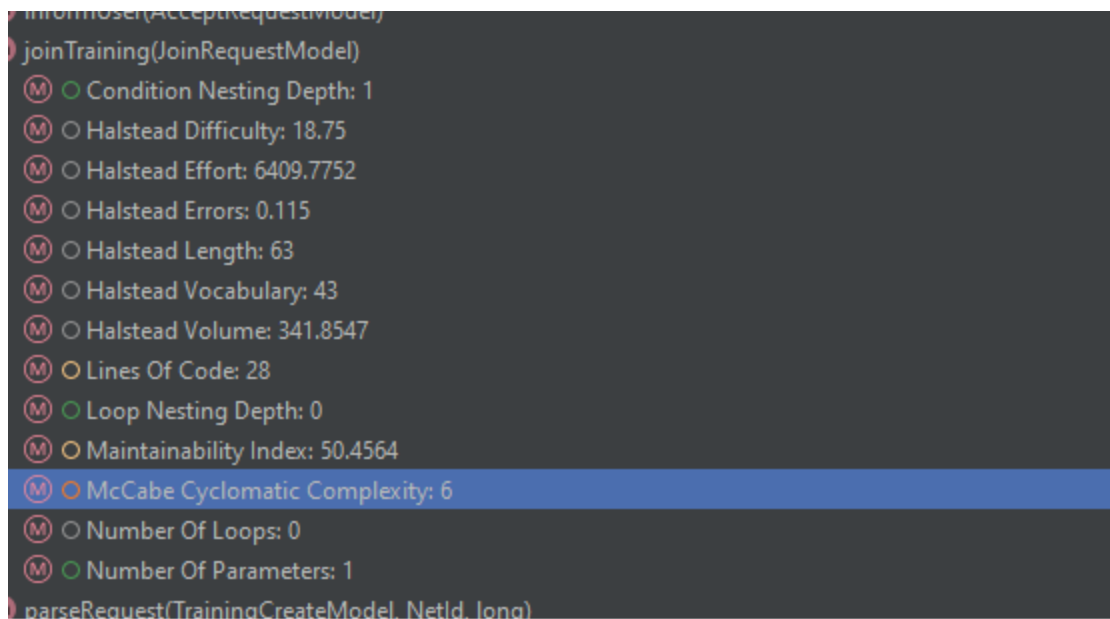 informUser(AcceptRequestModel)
joinTraining(JoinRequestModel)
M Condition Nesting Depth: 1
M Halstead Difficulty: 18.75
M Halstead Effort: 6409.7752
M Halstead Errors: 0.115
M Halstead Length: 63
M Halstead Vocabulary: 43
M Halstead Volume: 341.8547
M Lines Of Code: 28
M Loop Nesting Depth: 0
M Maintainability Index: 50.4564
M McCabe Cyclomatic Complexity: 6
M Number Of Loops: 0
M Number Of Parameters: 1
parseRequest(TrainingCreateModel, NetId, long)